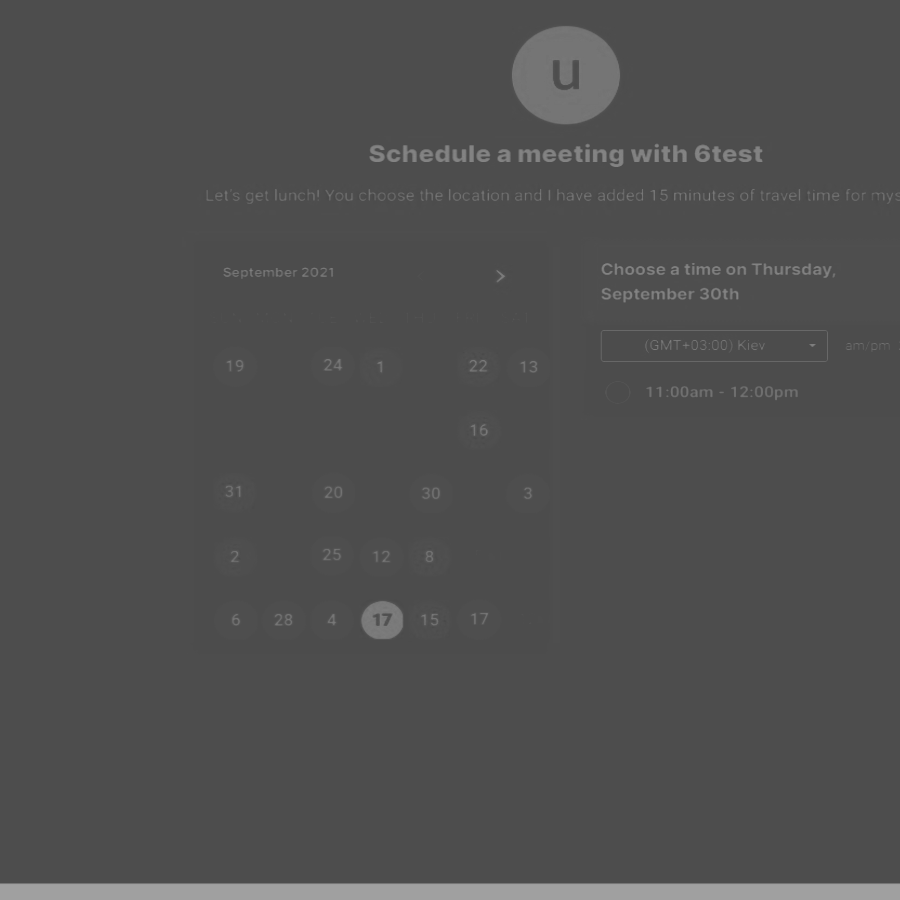 u
Schedule a meeting with 6test
Let's get lunch! You choose the location and I have added 15 minutes of travel time for mys
September 2021
19 24 1 22 13
16
31 20 30 3
2 25 12 8
6 28 4 17 15 17
Choose a time on Thursday,
September 30th
(GMT+03:00) Kiev am/pm
11:00am - 12:00pm